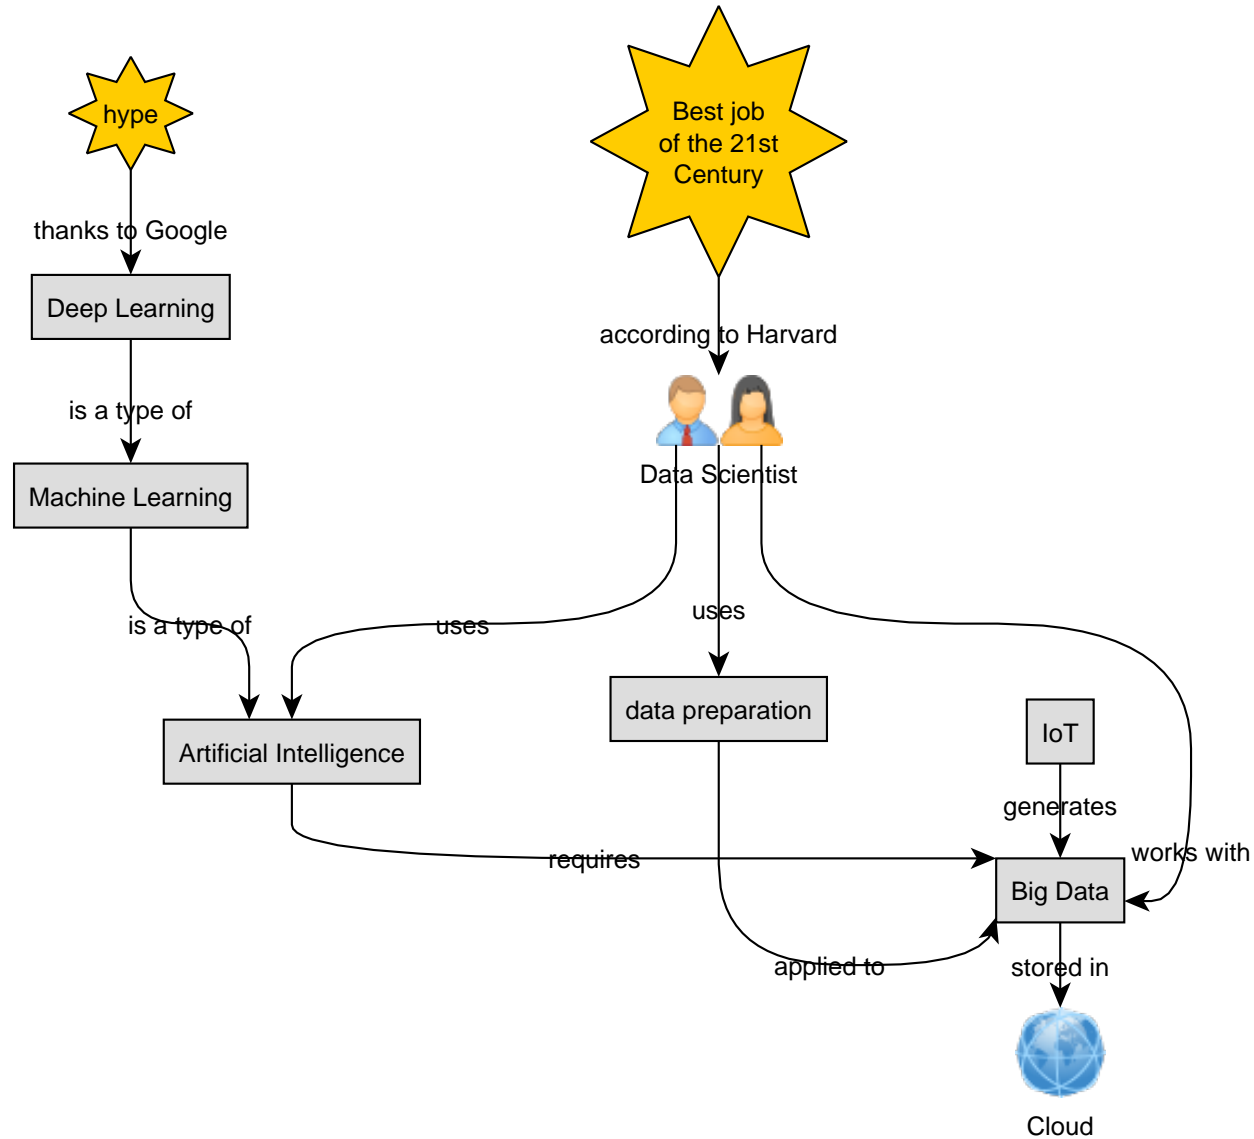 hype
Best job
of the 21st
Century
thanks to Google
Deep Learning
according to Harvard
is a type of
Data Scientist
Machine Learning
is a type of
uses
uses
data preparation
IoT
Artificial Intelligence
generates
requires
works with
Big Data
applied to
stored in
Cloud